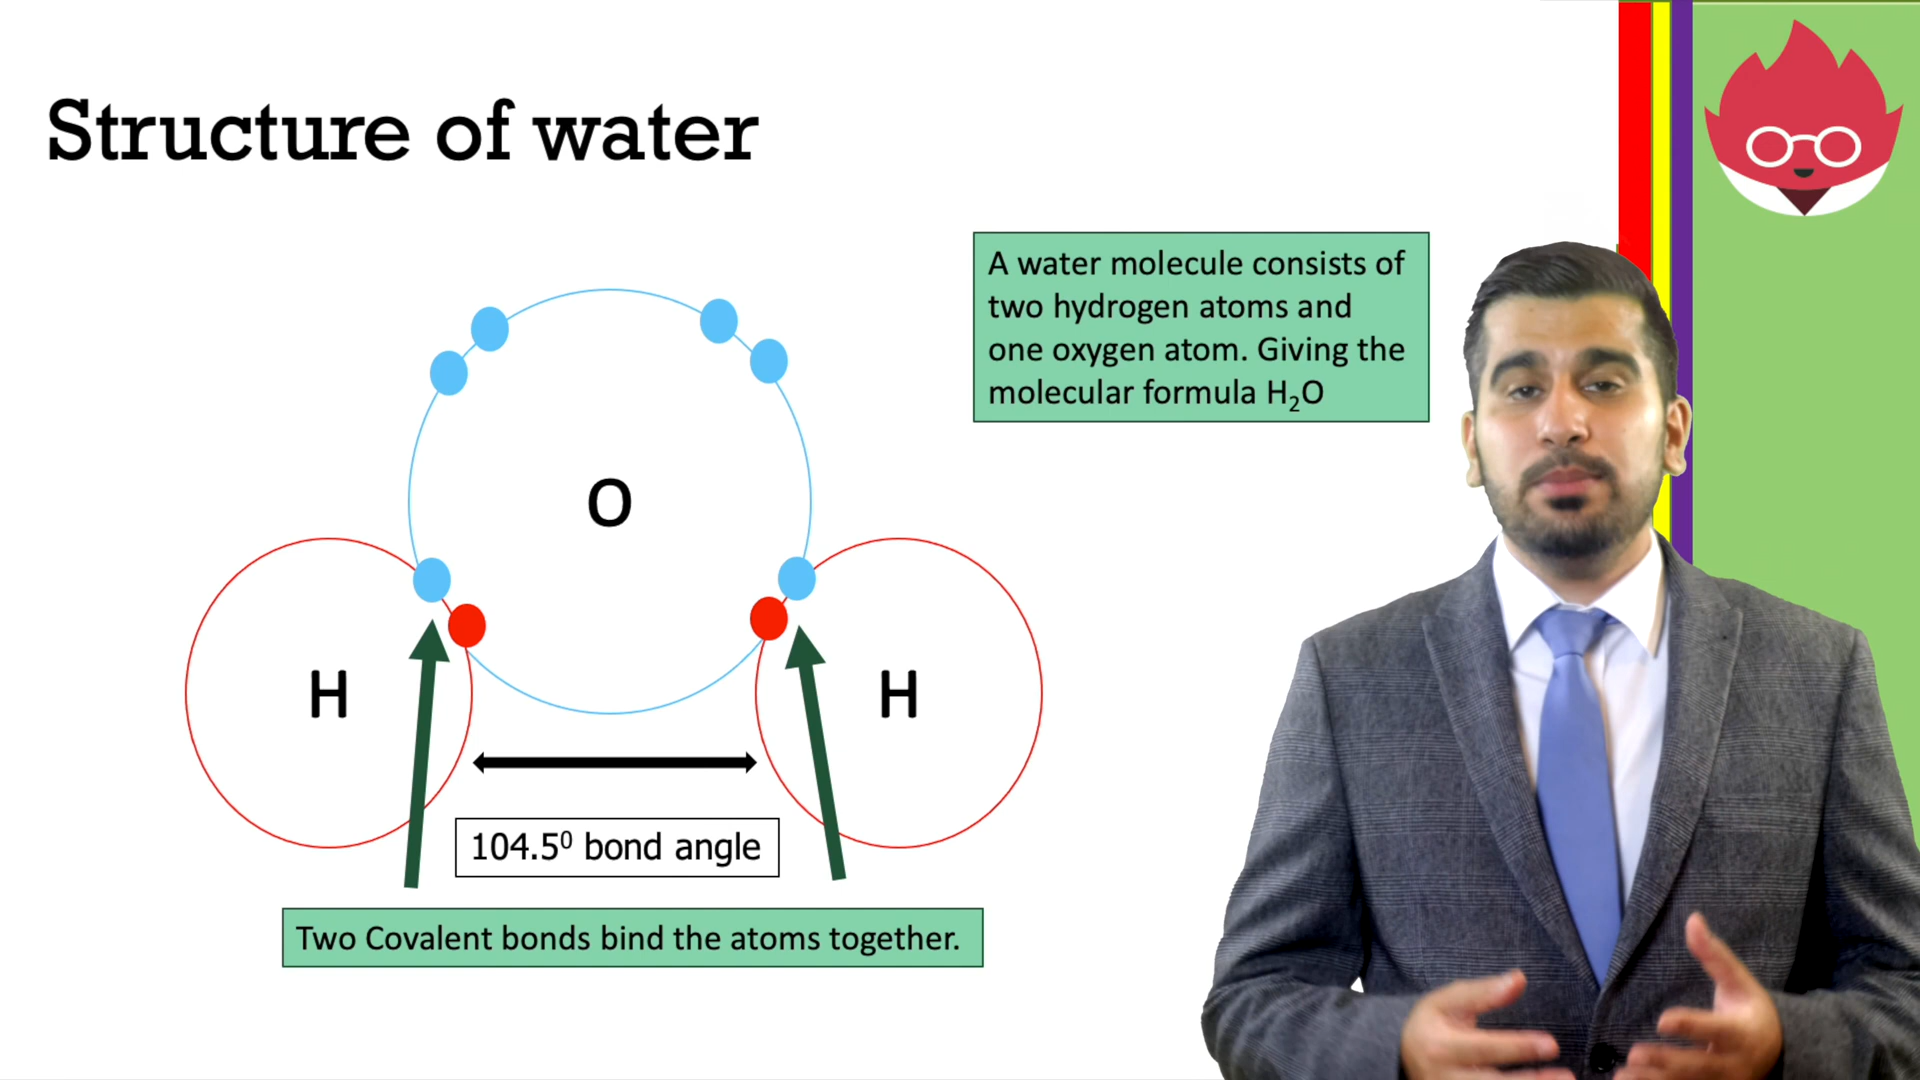 Structure of water
A water molecule consists of
two hydrogen atoms and
one oxygen atom. Giving the
molecular formula H₂O
O
H
H
104.5⁰ bond angle
Two Covalent bonds bind the atoms together.